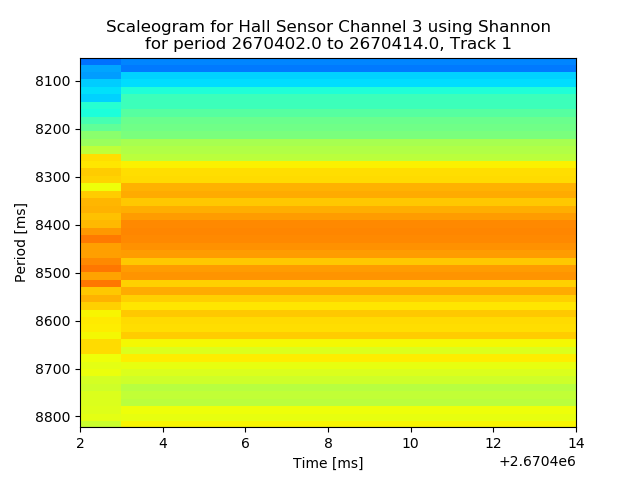 Scaleogram for Hall Sensor Channel 3 using Shannon
for period 2670402.0 to 2670414.0, Track 1
8100
8200
8300
8400
8500
8600
8700
8800
Period [ms]
2 4 6 8 10 12 14
Time [ms]
+2.6704e6